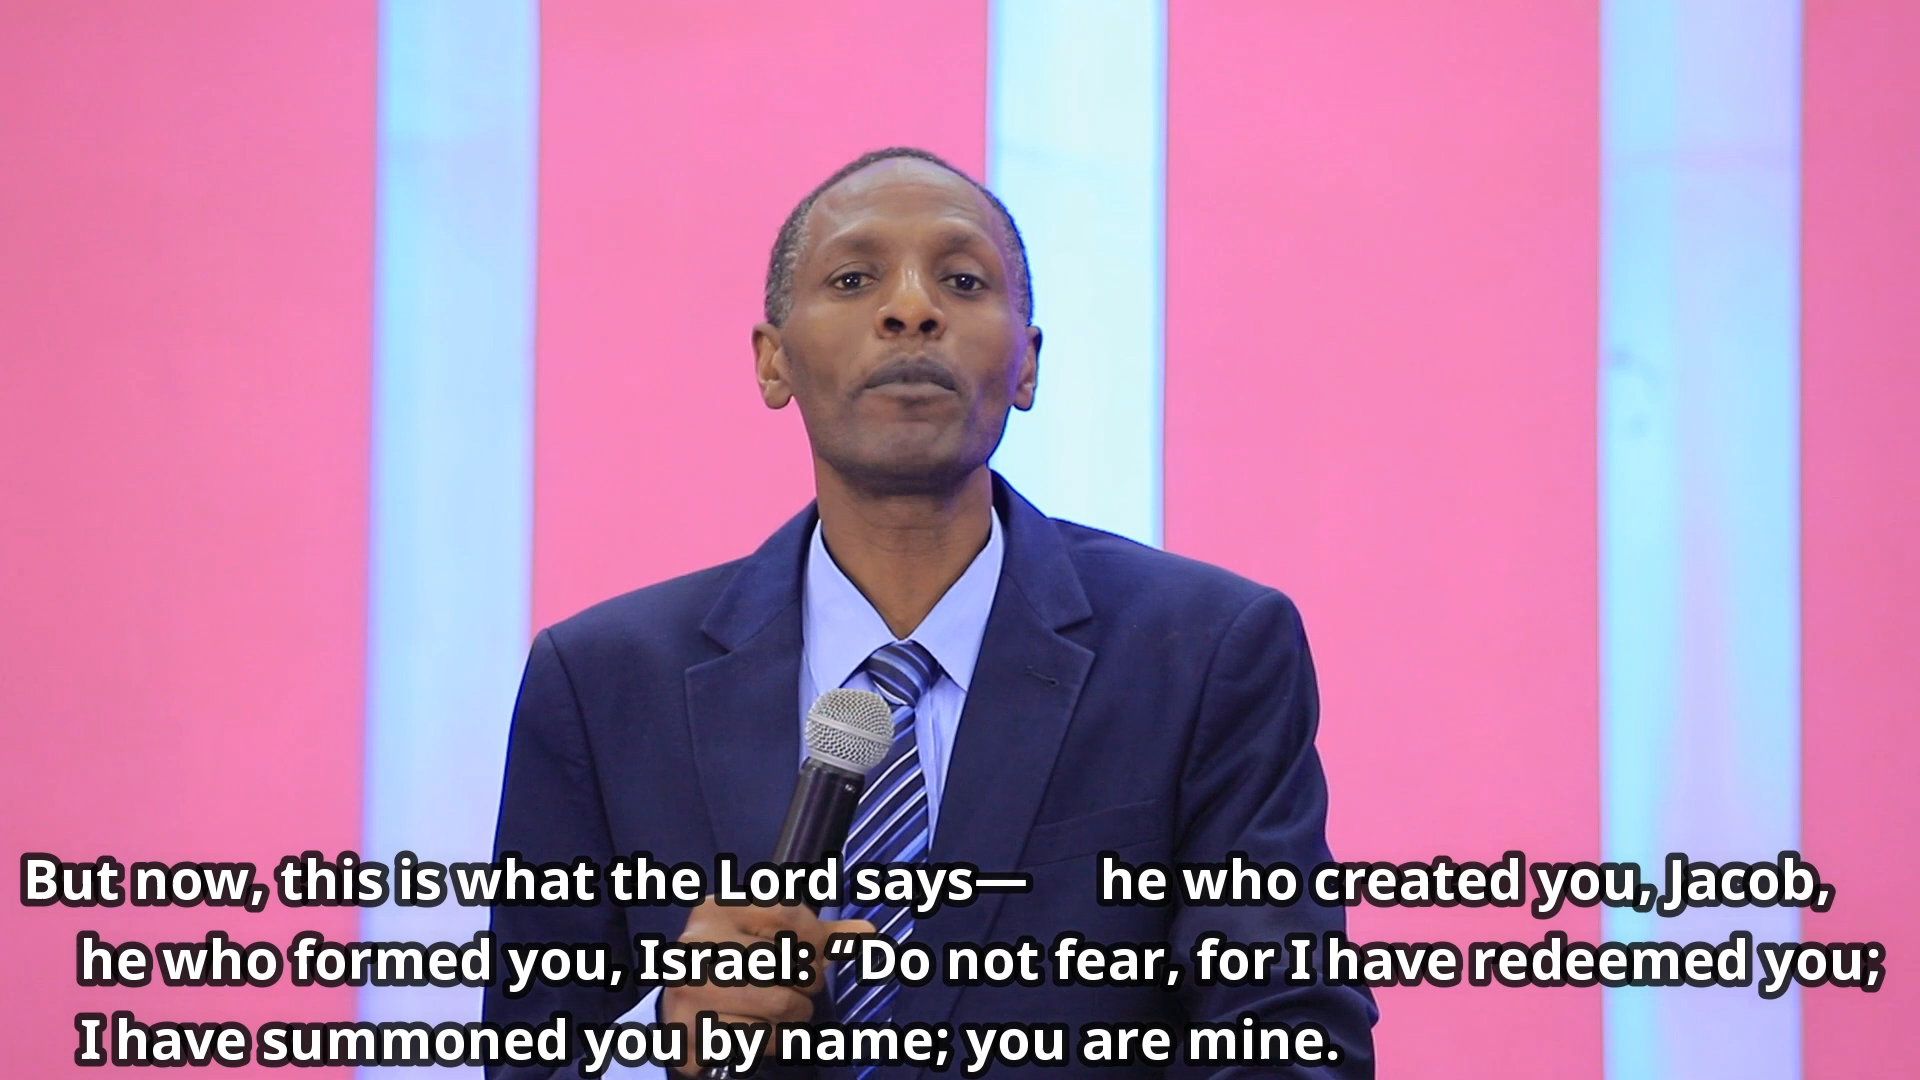 But now, this is what the Lord says—     he who created you, Jacob,
he who formed you, Israel: “Do not fear, for I have redeemed you;
I have summoned you by name; you are mine.